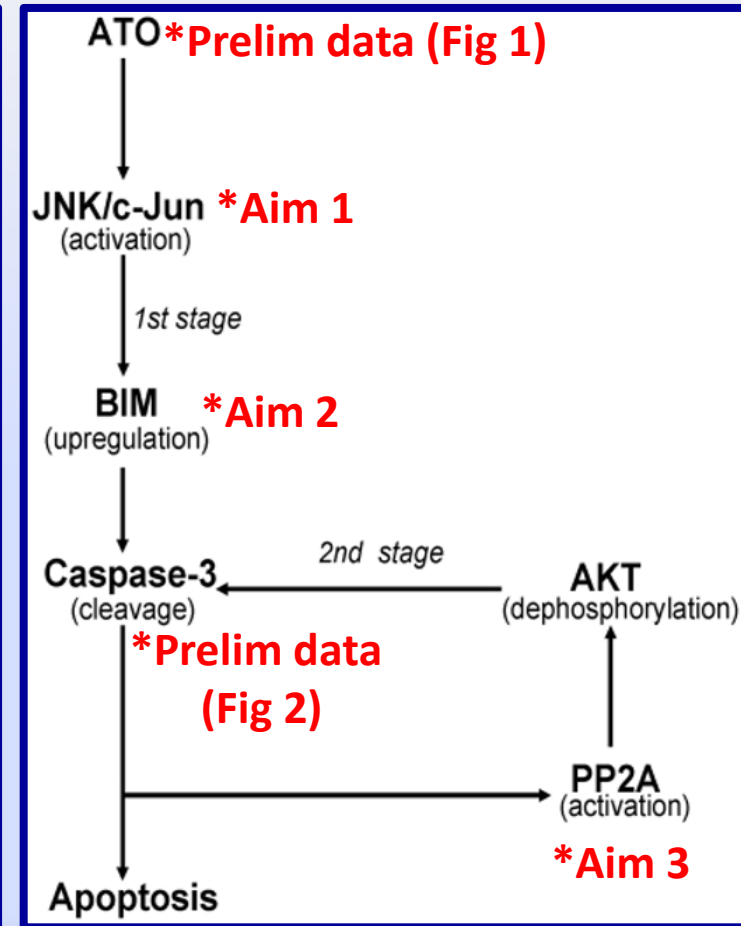 ATO *Prelim data (Fig 1)
JNK/c-Jun *Aim 1
(activation)
1st stage
BIM *Aim 2
(upregulation)
2nd stage
Caspase-3
(cleavage)
AKT
(dephosphorylation)
*Prelim data
(Fig 2)
PP2A
(activation)
*Aim 3
Apoptosis